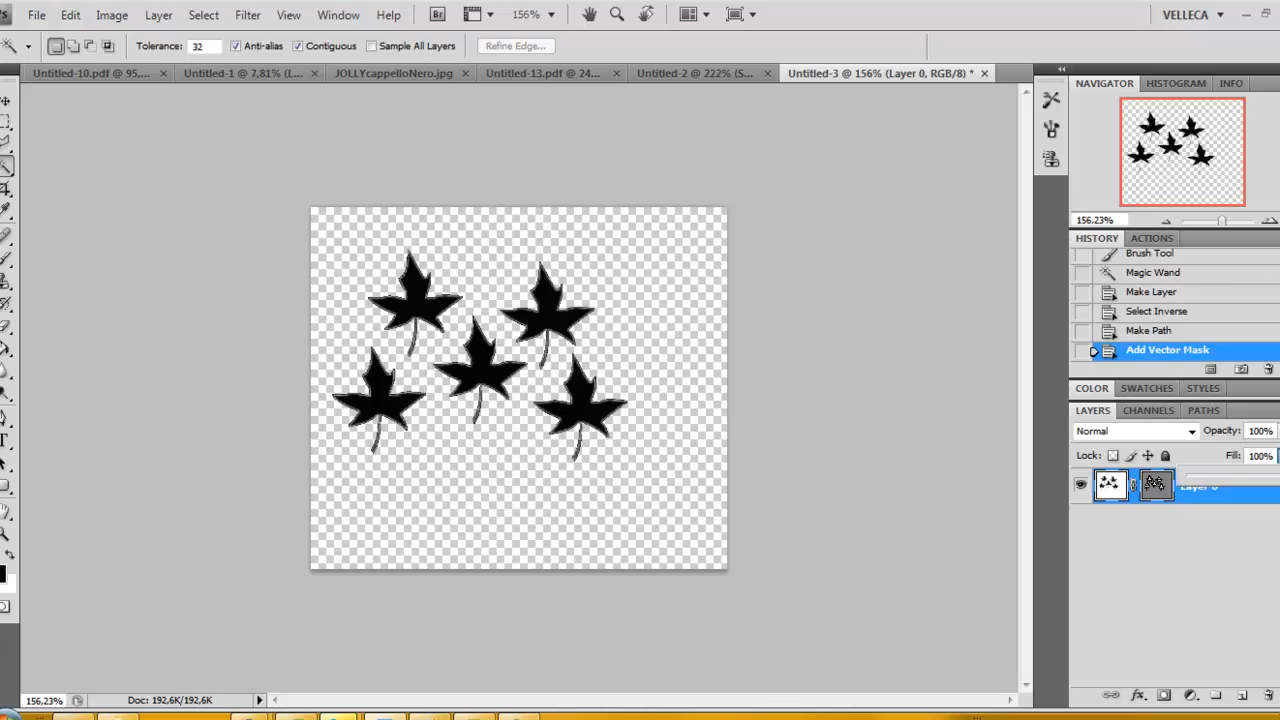 File Edit Image Layer Select Filter View Window Help Br 156% VELLECA
Tolerance: 32 Anti-alias Contiguous Sample All Layers Refine Edge...
Untitled-10.pdf @ 95,... Untitled-1 @ 7,81% (L... JOLLYcappelloNero.jpg Untitled-13.pdf @ 24... Untitled-2 @ 222% (S... Untitled-3 @ 156% (Layer 0, RGB/8) *
NAVIGATOR HISTOGRAM INFO
156.23%
HISTORY ACTIONS
Brush Tool
Magic Wand
Make Layer
Select Inverse
Make Path
Add Vector Mask
COLOR SWATCHES STYLES
LAYERS CHANNELS PATHS
Normal Opacity: 100%
Lock: Fill: 100%
156,23% Doc: 192,6K/192,6K